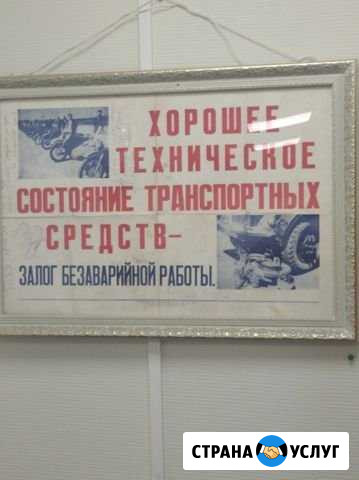 ХОРОШЕЕ
ТЕХНИЧЕСКОЕ
СОСТОЯНИЕ ТРАНСПОРТНЫХ
СРЕДСТВ–
ЗАЛОГ БЕЗАВАРИЙНОЙ РАБОТЫ.
СТРАНА УСЛУГ